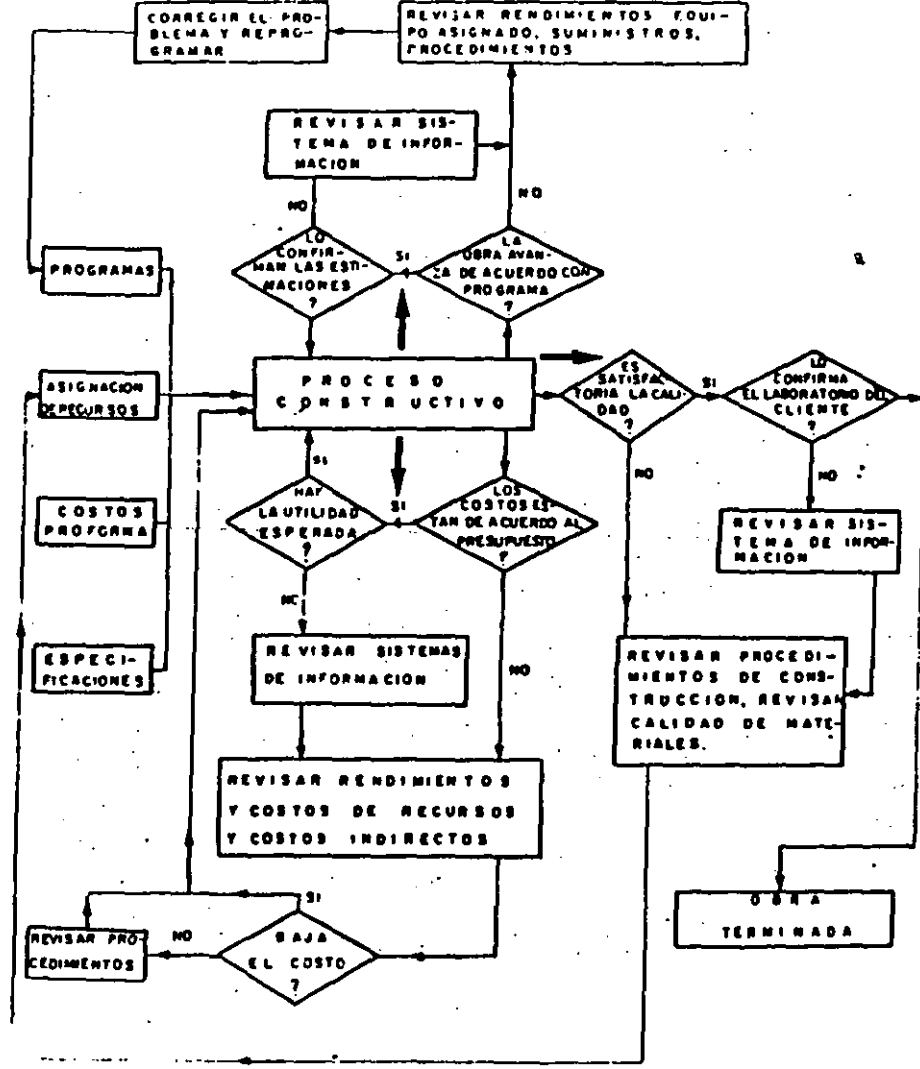 CORREGIR EL PRO-
BLEMA Y REPRO-
GRAMAR
REVISAR RENDIMIENTOS EQUI-
PO ASIGNADO, SUMINISTROS,
PROCEDIMIENTOS
REVISAR SIS-
TEMA DE INFOR-
MACION
NO
NO
LO
CONFIR-
MAN LAS ESTI-
MACIONES
?
SI
LA
OBRA AVAN-
ZA DE ACUERDO CON
PROGRAMA
?
PROGRAMAS
ASIGNACION
DE RECURSOS
PROCESO
CONSTRUCTIVO
ES
SATISFAC
TORIA LA CALI-
DAD
?
SI
LO
CONFIRMA
EL LABORATORIO DEL
CLIENTE
?
SI
HAY
LA UTILIDAD
ESPERADA
?
SI
LOS
COSTOS ES-
TAN DE ACUERDO AL
PRESUPUESTO
?
NO
NO
COSTOS
PROFORMA
REVISAR SIS-
TEMA DE INFOR-
MACION
NO
ESPECI-
FICACIONES
REVISAR SISTEMAS
DE INFORMACION
NO
REVISAR PROCEDI-
MIENTOS DE CONS-
TRUCCION, REVISAR
CALIDAD DE MATE-
RIALES.
REVISAR RENDIMIENTOS
Y COSTOS DE RECURSOS
Y COSTOS INDIRECTOS
SI
REVISAR PRO-
CEDIMIENTOS
NO
BAJA
EL COSTO
?
OBRA
TERMINADA